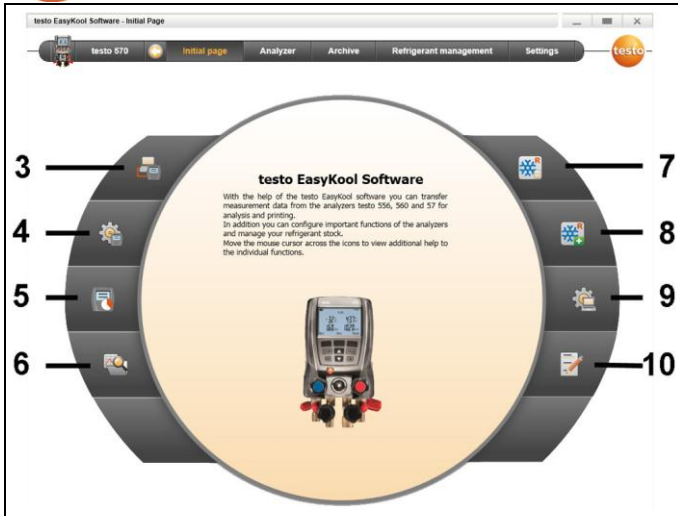 testo EasyKool Software - Initial Page
testo 570 Initial page Analyzer Archive Refrigerant management Settings testo
3
7
testo EasyKool Software
With the help of the testo EasyKool software you can transfer
measurement data from the analyzers testo 556, 560 and 57 for
analysis and printing.
In addition you can configure important functions of the analyzers
and manage your refrigerant stock.
Move the mouse cursor across the icons to view additional help to
the individual functions.
4
8
5
9
6
10